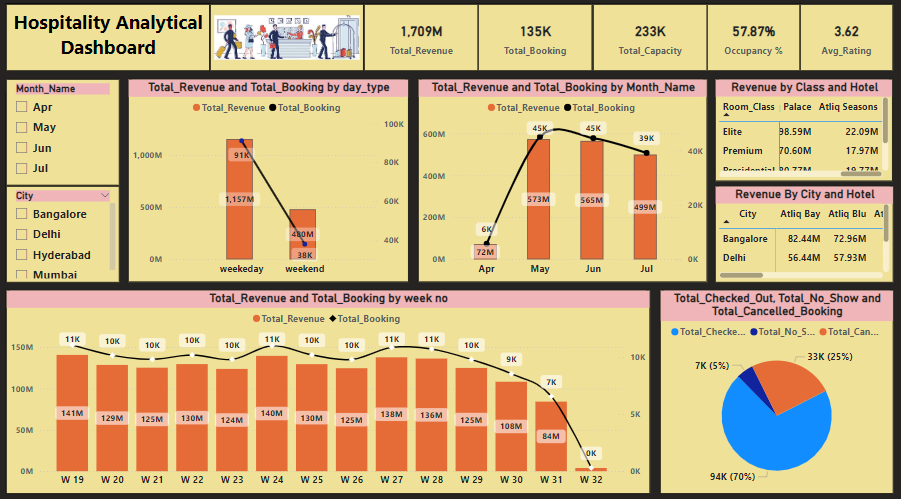 Hospitality Analytical
Dashboard
1,709M
Total_Revenue
135K
Total_Booking
233K
Total_Capacity
57.87%
Occupancy %
3.62
Avg_Rating
Month_Name
Apr
May
Jun
Jul
City
Bangalore
Delhi
Hyderabad
Mumbai
Total_Revenue and Total_Booking by day_type
Total_Revenue Total_Booking
100K
80K
60K
40K
1,000M
500M
0M
91K
1,157M
480M
38K
weekeday weekend
Total_Revenue and Total_Booking by Month_Name
Total_Revenue Total_Booking
600M
400M
200M
0M
40K
20K
0K
6K 45K 45K 39K
72M 573M 565M 499M
Apr May Jun Jul
Revenue by Class and Hotel
Room_Class Palace Atliq Seasons
Elite 98.59M 22.09M
Premium 70.60M 17.97M
Presidential 19.77M
Revenue By City and Hotel
City Atliq Bay Atliq Blu At
Bangalore 82.44M 72.96M
Delhi 56.44M 57.93M
Total_Revenue and Total_Booking by week no
Total_Revenue Total_Booking
150M
100M
50M
0M
10K
5K
0K
11K 10K 10K 10K 10K 11K 10K 10K 11K 11K 10K 9K 7K 0K
141M 129M 125M 130M 124M 140M 130M 125M 138M 136M 125M 108M 84M
W 19 W 20 W 21 W 22 W 23 W 24 W 25 W 26 W 27 W 28 W 29 W 30 W 31 W 32
Total_Checked_Out, Total_No_Show and
Total_Cancelled_Booking
Total_Checke... Total_No_S... Total_Can...
33K (25%)
7K (5%)
94K (70%)